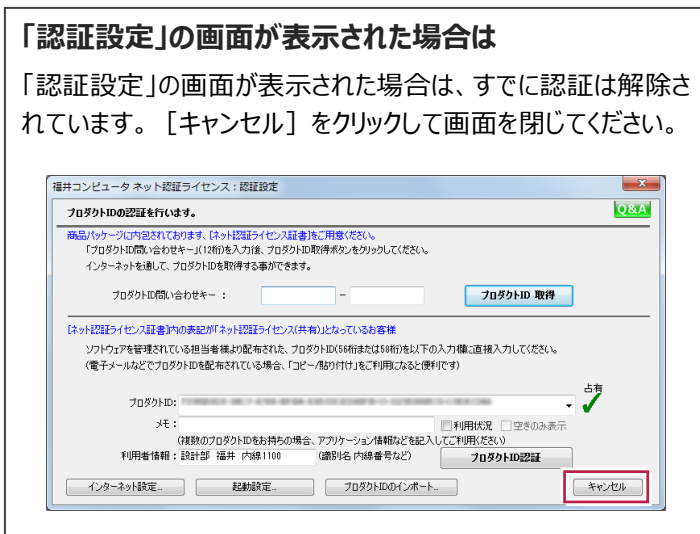 「認証設定」の画面が表示された場合は
「認証設定」の画面が表示された場合は、すでに認証は解除さ
れています。［キャンセル］をクリックして画面を閉じてください。
福井コンピュータ ネット認証ライセンス：認証設定
プロダクトIDの認証を行います。
Q&A
商品パッケージに内包されております、[ネット認証ライセンス証書]をご用意ください。
「プロダクトID問い合わせキー」(12桁)を入力後、プロダクトID取得ボタンをクリックしてください。
インターネットを通して、プロダクトIDを取得する事ができます。
プロダクトID問い合わせキー ：
－
プロダクトID 取得
[ネット認証ライセンス証書]内の表記が「ネット認証ライセンス(共有)」となっているお客様
ソフトウェアを管理されている担当者様より配布された、プロダクトID(56桁または58桁)を以下の入力欄に直接入力してください。
(電子メールなどでプロダクトIDを配布されている場合、「コピー/貼り付け」をご利用になると便利です)
占有
プロダクトID：
メモ：
利用状況
空きのみ表示
(複数のプロダクトIDをお持ちの場合、アプリケーション情報などを記入してご利用ください)
利用者情報： 設計部 福井 内線1100 (識別名 内線番号など)
プロダクトID認証
インターネット設定...
起動設定...
プロダクトIDのインポート...
キャンセル